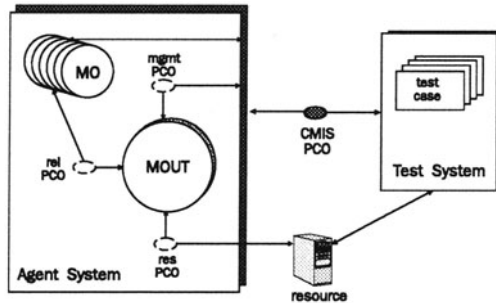 MO
mgmt
PCO
test
case
CMIS
PCO
rel
PCO
MOUT
Test System
res
PCO
Agent System
resource